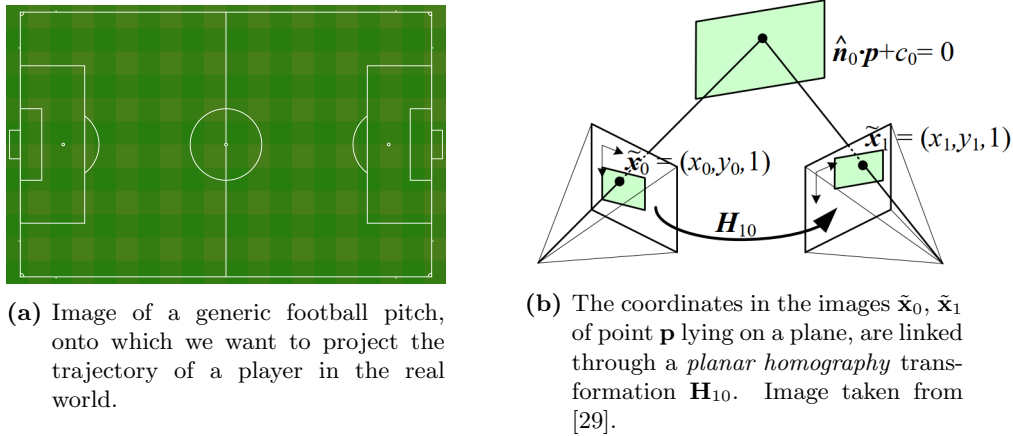 n̂₀·p+c₀= 0
x̃₀ = (x₀,y₀,1)
x̃₁ = (x₁,y₁,1)
H₁₀
(a) Image of a generic football pitch,
onto which we want to project the
trajectory of a player in the real
world.
(b) The coordinates in the images x̃₀, x̃₁
of point p lying on a plane, are linked
through a planar homography trans-
formation H₁₀. Image taken from
[29].